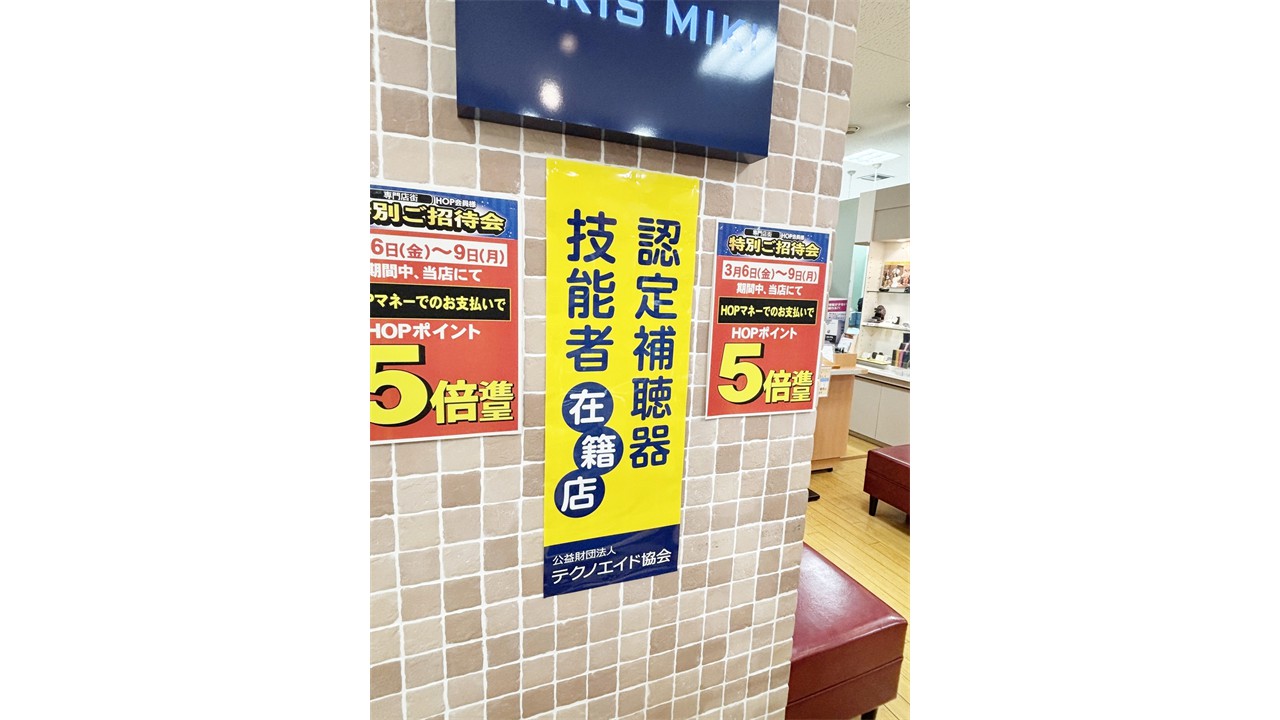 ARIS MIKI
専門店街 HOP会員様
別ご招待会
6日(金)〜9日(月)
期間中、当店にて
HOPマネーでのお支払いで
HOPポイント
5倍進呈
認定補聴器
技能者
在籍店
公益財団法人
テクノエイド協会
専門店街 HOP会員様
特別ご招待会
3月6日(金)〜9日(月)
期間中、当店にて
HOPマネーでのお支払いで
HOPポイント
5倍進呈